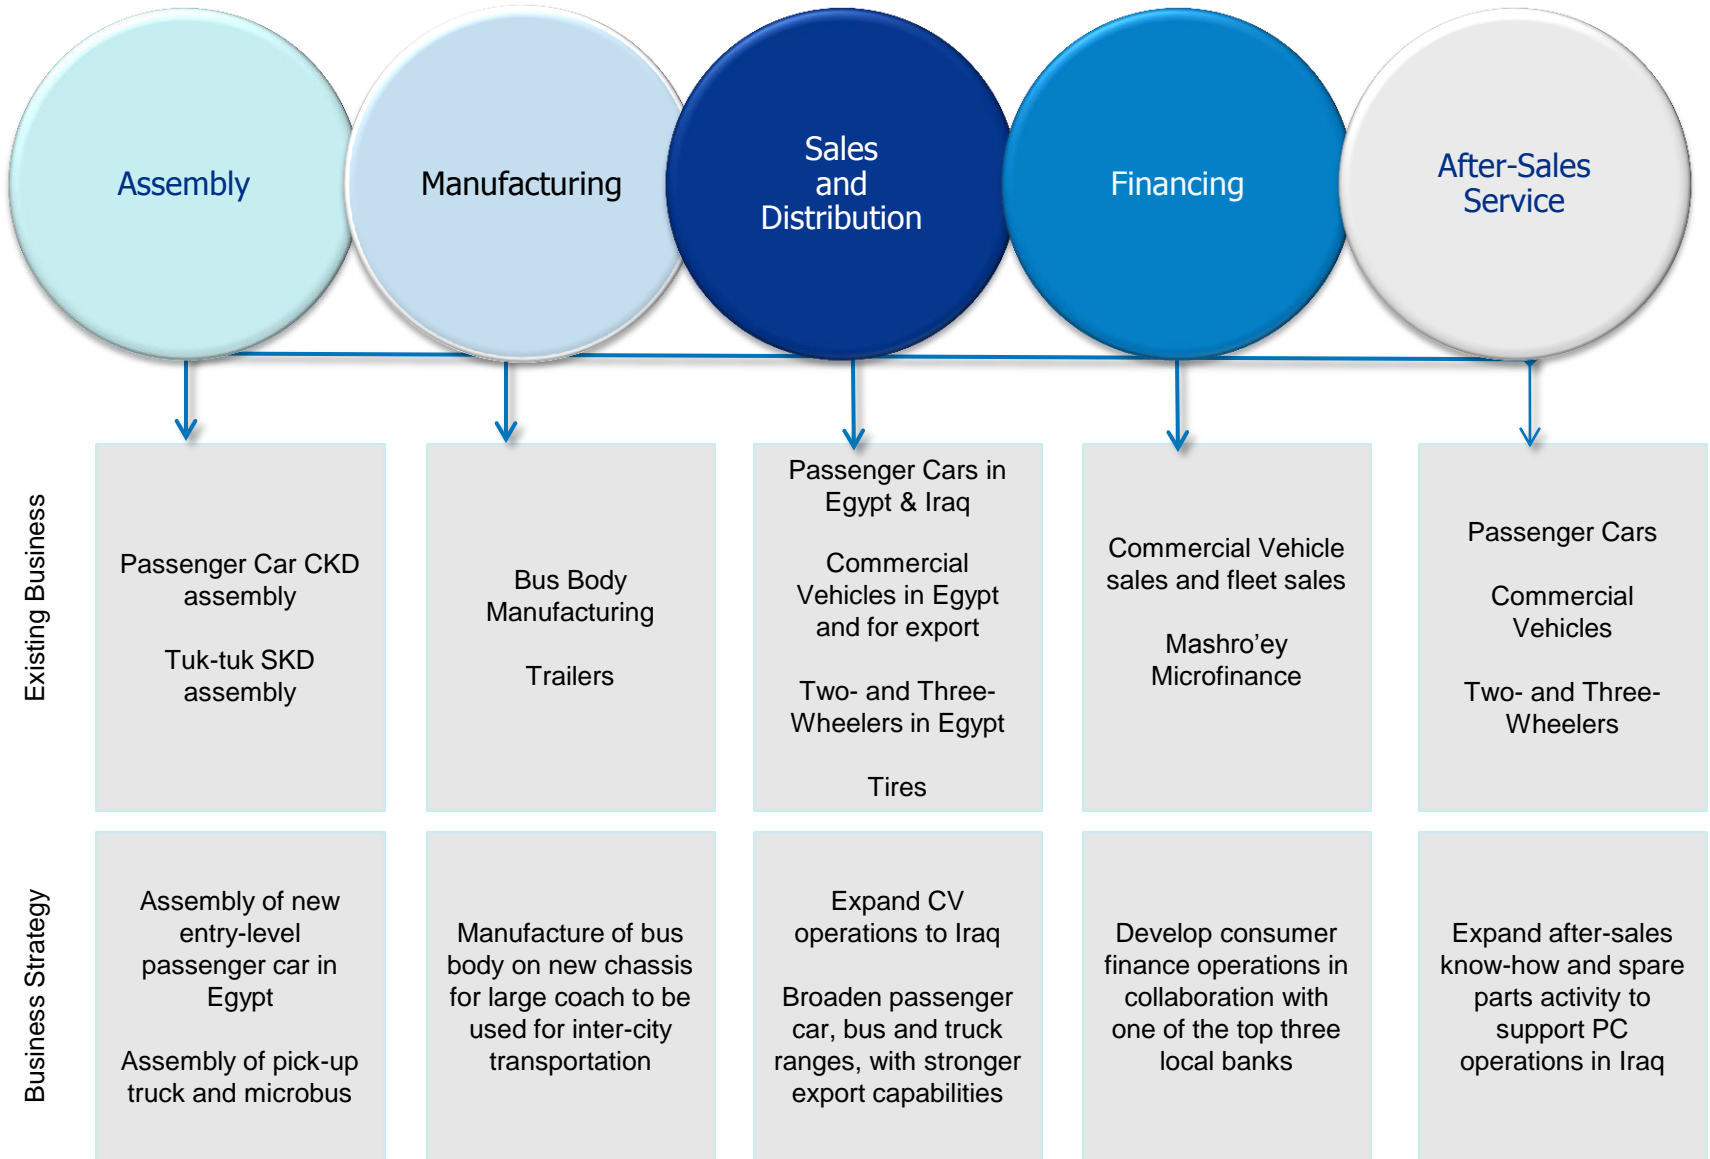 Assembly
Manufacturing
Sales
and
Distribution
Financing
After-Sales
Service
Existing Business
Passenger Car CKD
assembly
Tuk-tuk SKD
assembly
Bus Body
Manufacturing
Trailers
Passenger Cars in
Egypt & Iraq
Commercial
Vehicles in Egypt
and for export
Two- and Three-
Wheelers in Egypt
Tires
Commercial Vehicle
sales and fleet sales
Mashro’ey
Microfinance
Passenger Cars
Commercial
Vehicles
Two- and Three-
Wheelers
Business Strategy
Assembly of new
entry-level
passenger car in
Egypt
Assembly of pick-up
truck and microbus
Manufacture of bus
body on new chassis
for large coach to be
used for inter-city
transportation
Expand CV
operations to Iraq
Broaden passenger
car, bus and truck
ranges, with stronger
export capabilities
Develop consumer
finance operations in
collaboration with
one of the top three
local banks
Expand after-sales
know-how and spare
parts activity to
support PC
operations in Iraq